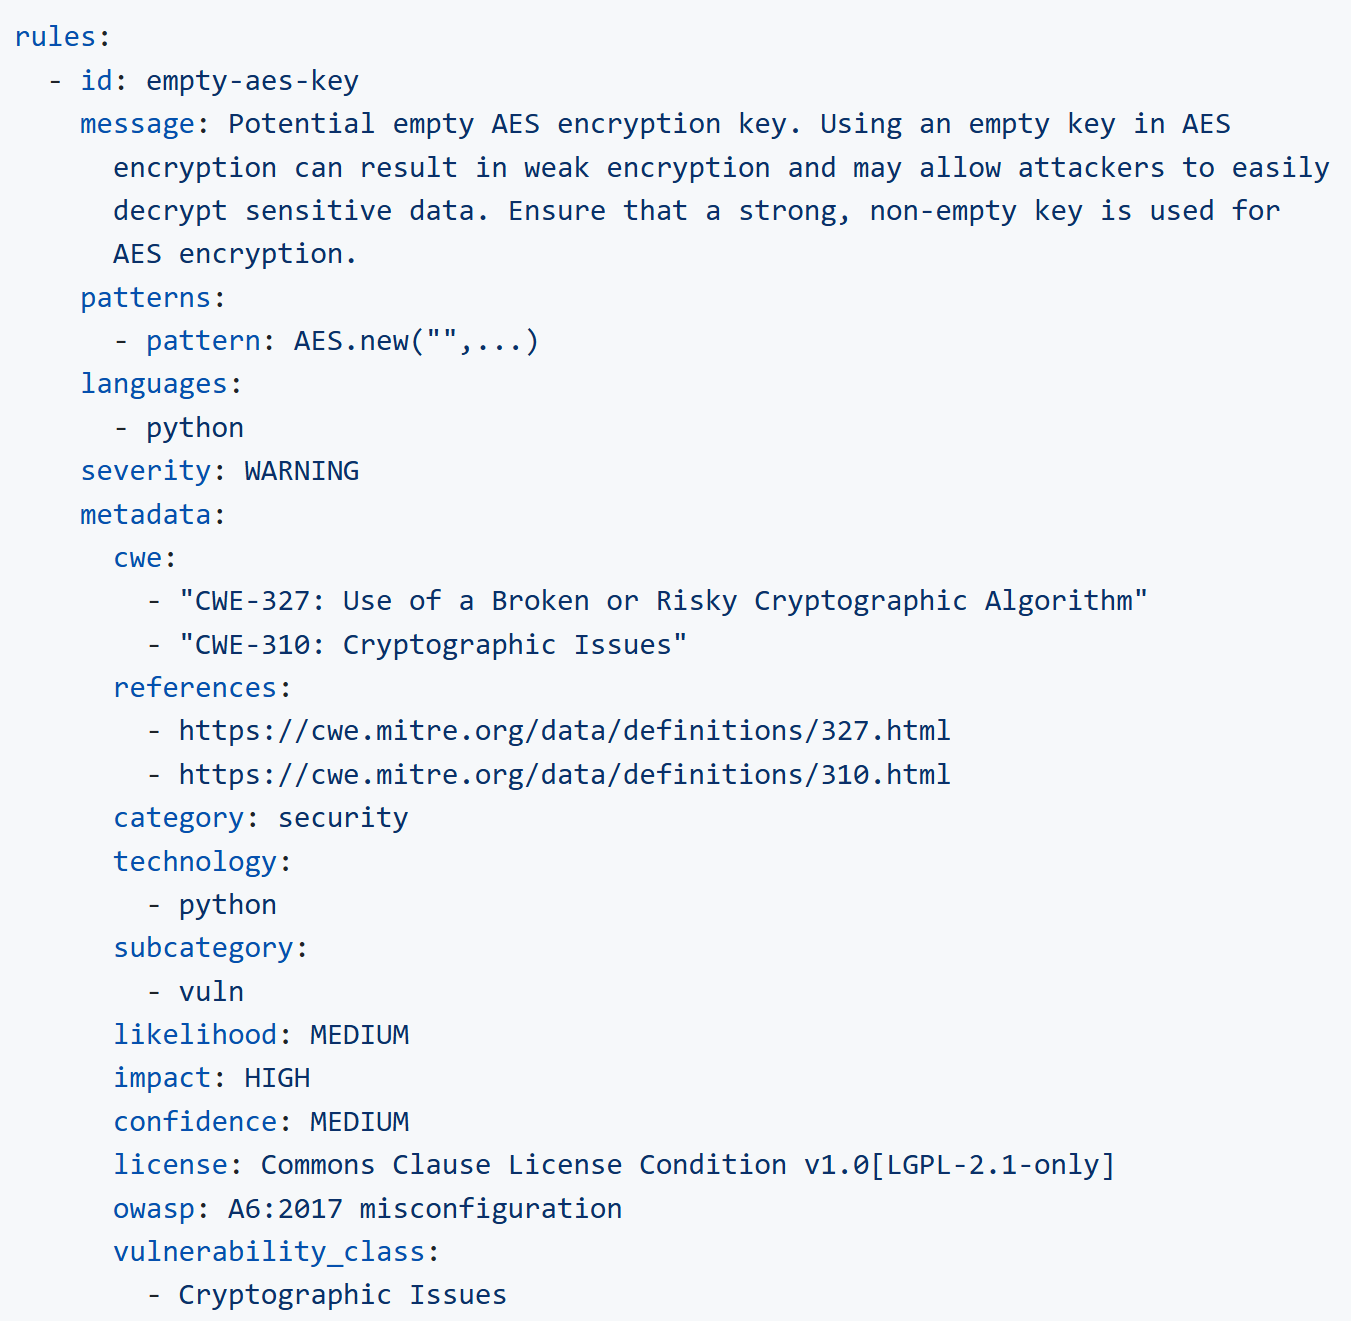 rules:
  - id: empty-aes-key
    message: Potential empty AES encryption key. Using an empty key in AES
      encryption can result in weak encryption and may allow attackers to easily
      decrypt sensitive data. Ensure that a strong, non-empty key is used for
      AES encryption.
    patterns:
      - pattern: AES.new("",...)
    languages:
      - python
    severity: WARNING
    metadata:
      cwe:
        - "CWE-327: Use of a Broken or Risky Cryptographic Algorithm"
        - "CWE-310: Cryptographic Issues"
      references:
        - https://cwe.mitre.org/data/definitions/327.html
        - https://cwe.mitre.org/data/definitions/310.html
      category: security
      technology:
        - python
      subcategory:
        - vuln
      likelihood: MEDIUM
      impact: HIGH
      confidence: MEDIUM
      license: Commons Clause License Condition v1.0[LGPL-2.1-only]
      owasp: A6:2017 misconfiguration
      vulnerability_class:
        - Cryptographic Issues